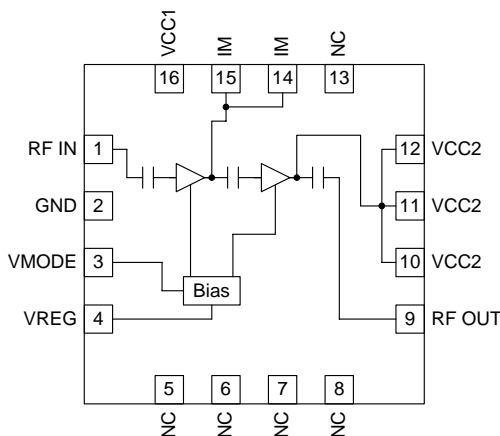 VCC1 IM IM NC
16 15 14 13
RF IN 1 12 VCC2
GND 2 11 VCC2
VMODE 3 10 VCC2
Bias
VREG 4 9 RF OUT
5 6 7 8
NC NC NC NC